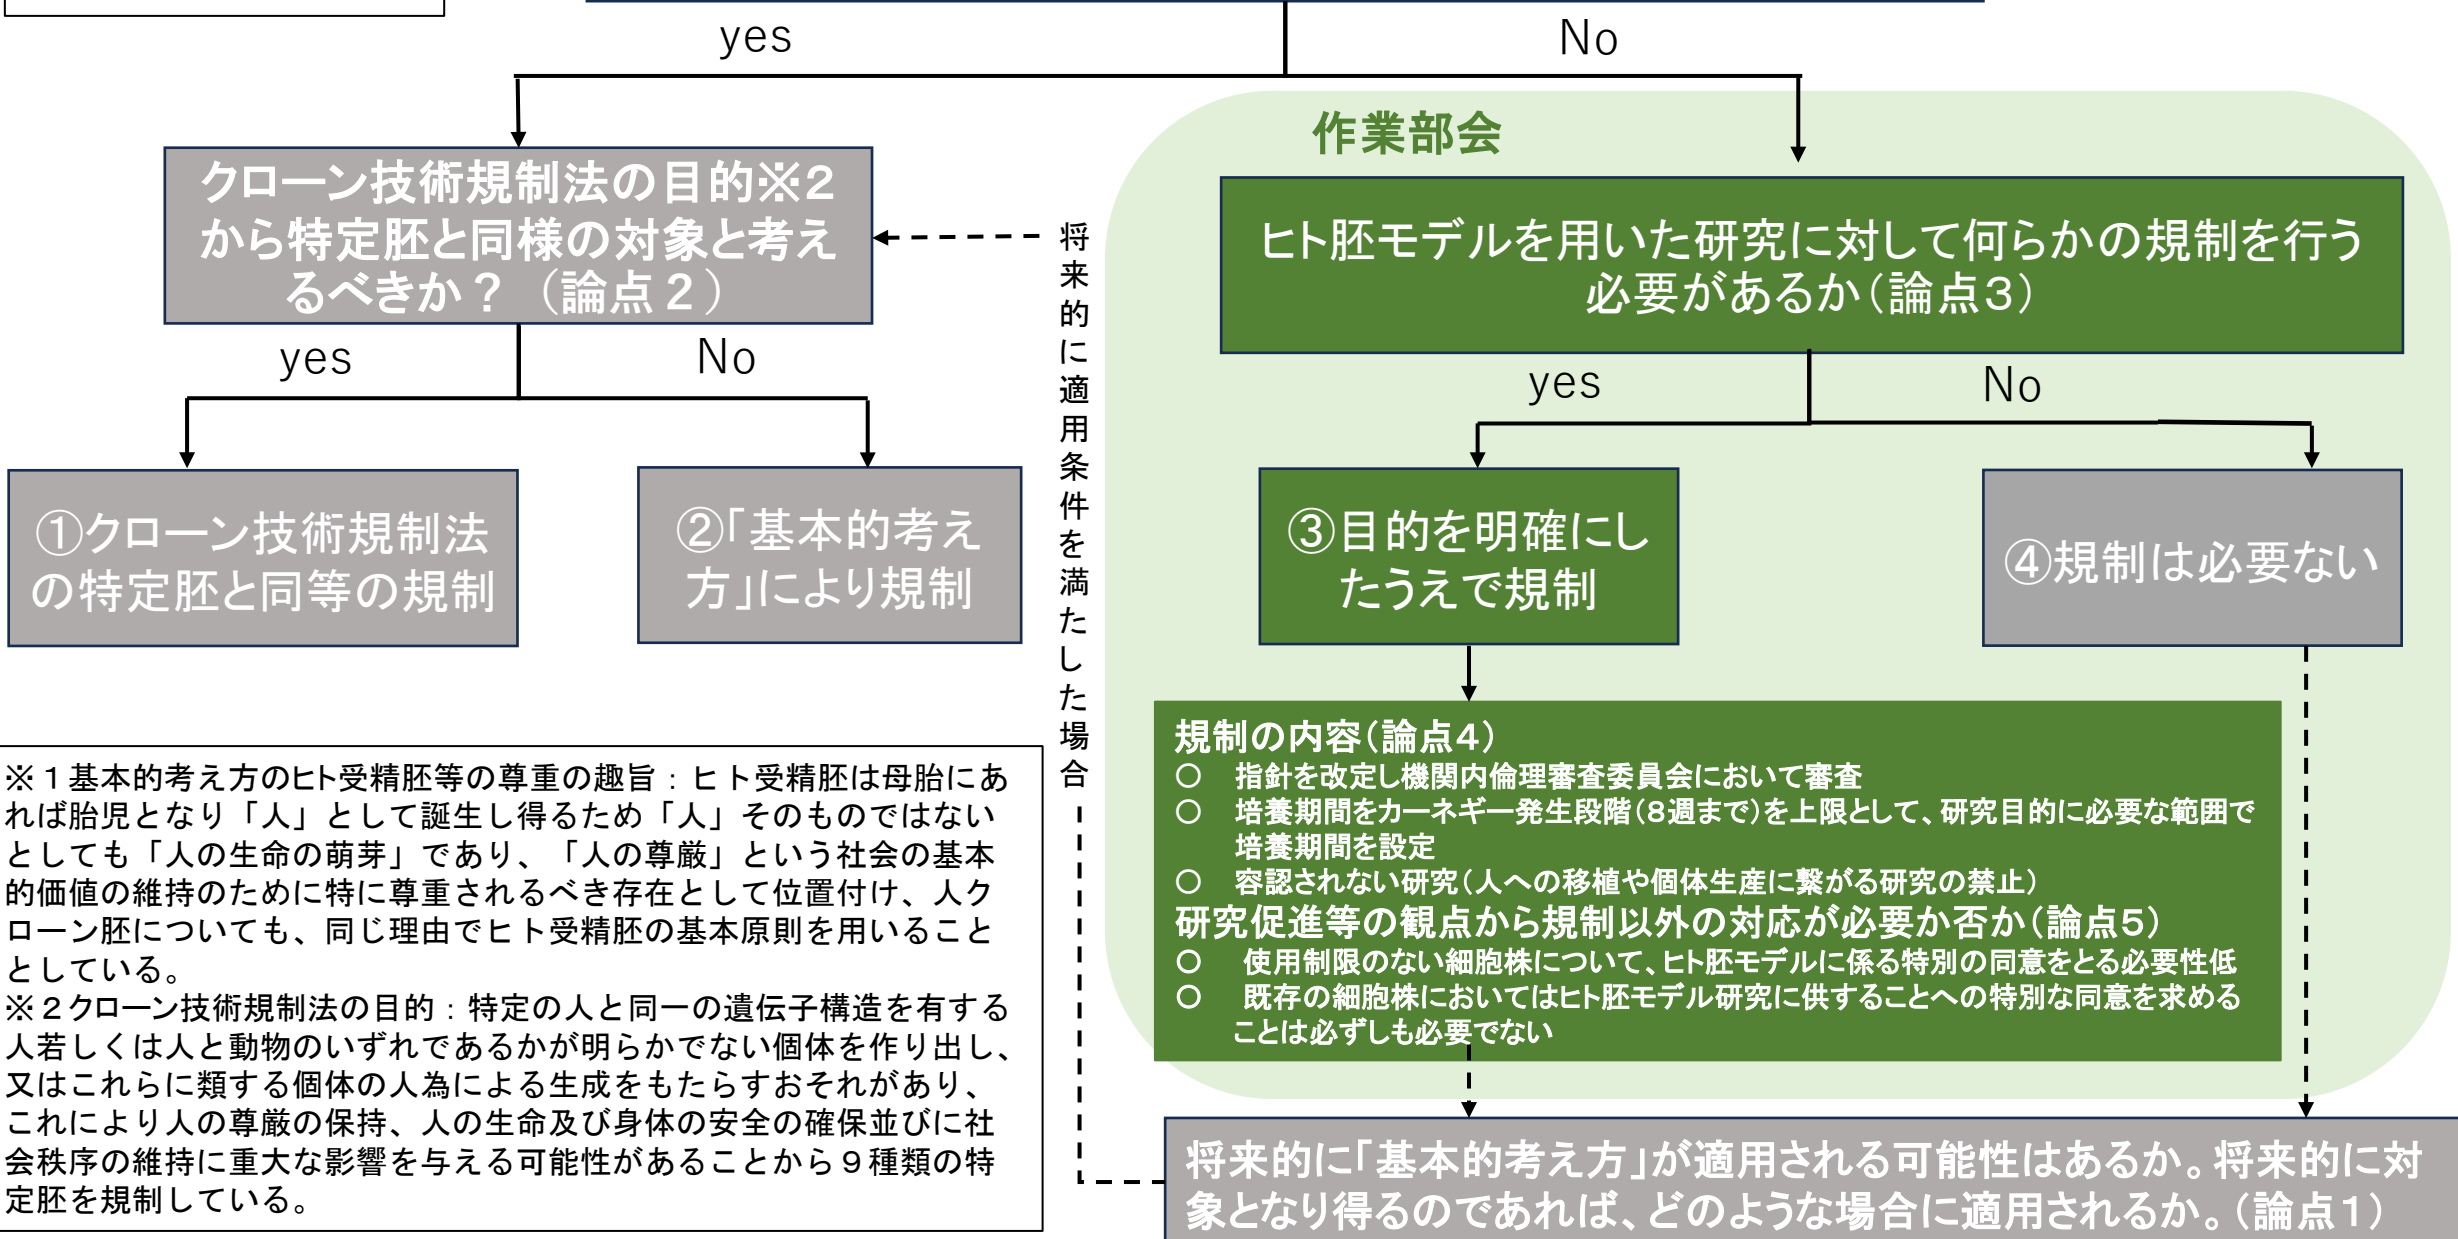 yes
No
作業部会
クローン技術規制法の目的※2
から特定胚と同様の対象と考え
るべきか？（論点２）
ヒト胚モデルを用いた研究に対して何らかの規制を行う
必要があるか（論点３）
将来的に適用条件を満たした場合
yes
No
yes
No
①クローン技術規制法
の特定胚と同等の規制
②「基本的考え
方」により規制
③目的を明確にし
たうえで規制
④規制は必要ない
規制の内容（論点４）
○ 指針を改定し機関内倫理審査委員会において審査
○ 培養期間をカーネギー発生段階（８週まで）を上限として、研究目的に必要な範囲で
培養期間を設定
○ 容認されない研究（人への移植や個体生産に繋がる研究の禁止）
研究促進等の観点から規制以外の対応が必要か否か（論点５）
○ 使用制限のない細胞株について、ヒト胚モデルに係る特別の同意をとる必要性低
○ 既存の細胞株においてはヒト胚モデル研究に供することへの特別な同意を求める
ことは必ずしも必要でない
※１基本的考え方のヒト受精胚等の尊重の趣旨：ヒト受精胚は母胎にあ
れば胎児となり「人」として誕生し得るため「人」そのものではない
としても「人の生命の萌芽」であり、「人の尊厳」という社会の基本
的価値の維持のために特に尊重されるべき存在として位置付け、人ク
ローン胚についても、同じ理由でヒト受精胚の基本原則を用いること
としている。
※２クローン技術規制法の目的：特定の人と同一の遺伝子構造を有する
人若しくは人と動物のいずれであるかが明らかでない個体を作り出し、
又はこれらに類する個体の人為による生成をもたらすおそれがあり、
これにより人の尊厳の保持、人の生命及び身体の安全の確保並びに社
会秩序の維持に重大な影響を与える可能性があることから９種類の特
定胚を規制している。
将来的に「基本的考え方」が適用される可能性はあるか。将来的に対
象となり得るのであれば、どのような場合に適用されるか。（論点１）